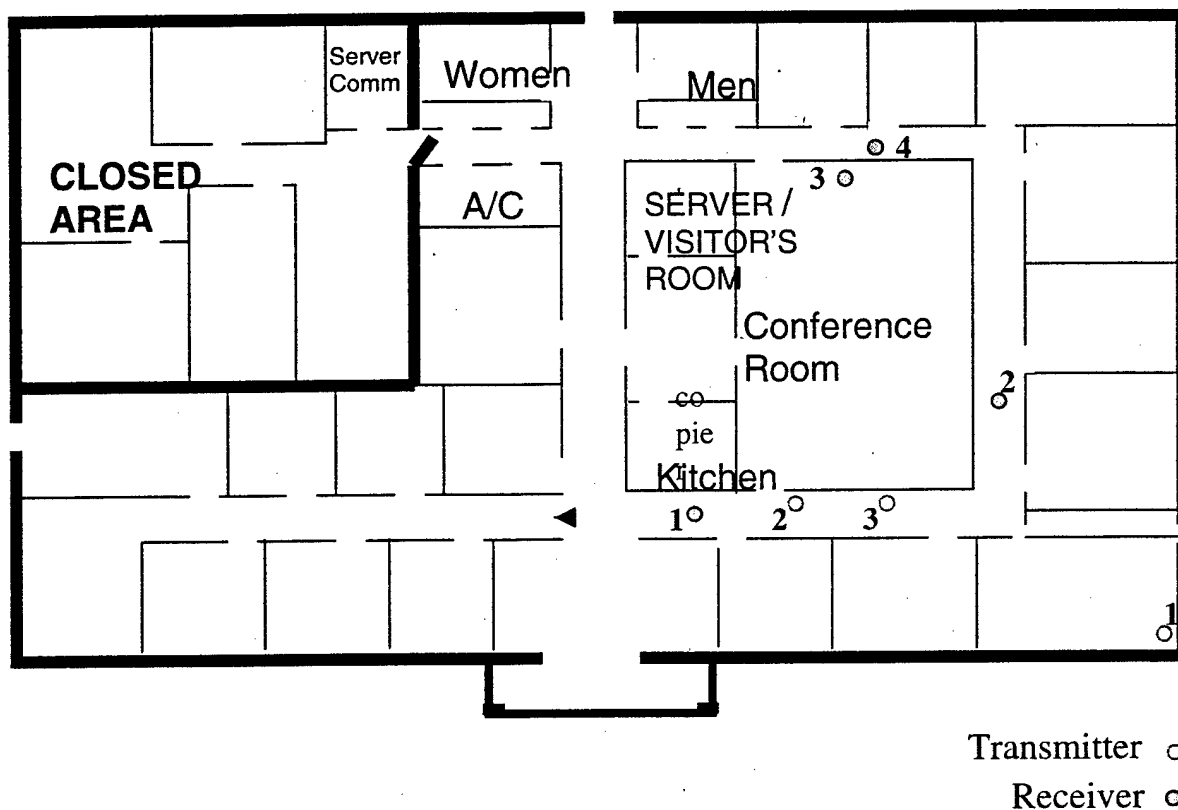 Server
Comm
Women
Men
4
CLOSED
AREA
3
A/C
SERVER /
VISITOR'S
ROOM
Conference
Room
2
co
pie
r
Kitchen
1
2
3
1
Transmitter
Receiver